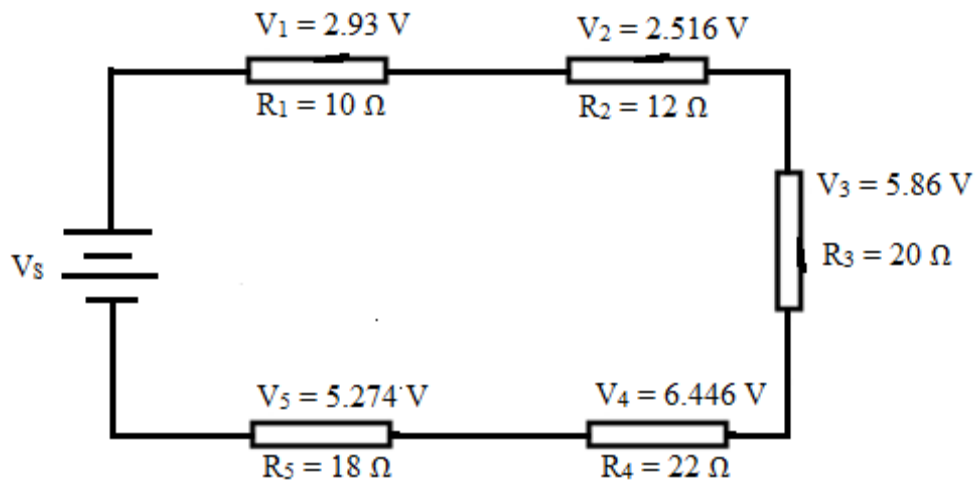 V₁ = 2.93 V
V₂ = 2.516 V
R₁ = 10 Ω
R₂ = 12 Ω
V₃ = 5.86 V
R₃ = 20 Ω
Vₛ
V₅ = 5.274 V
V₄ = 6.446 V
R₅ = 18 Ω
R₄ = 22 Ω